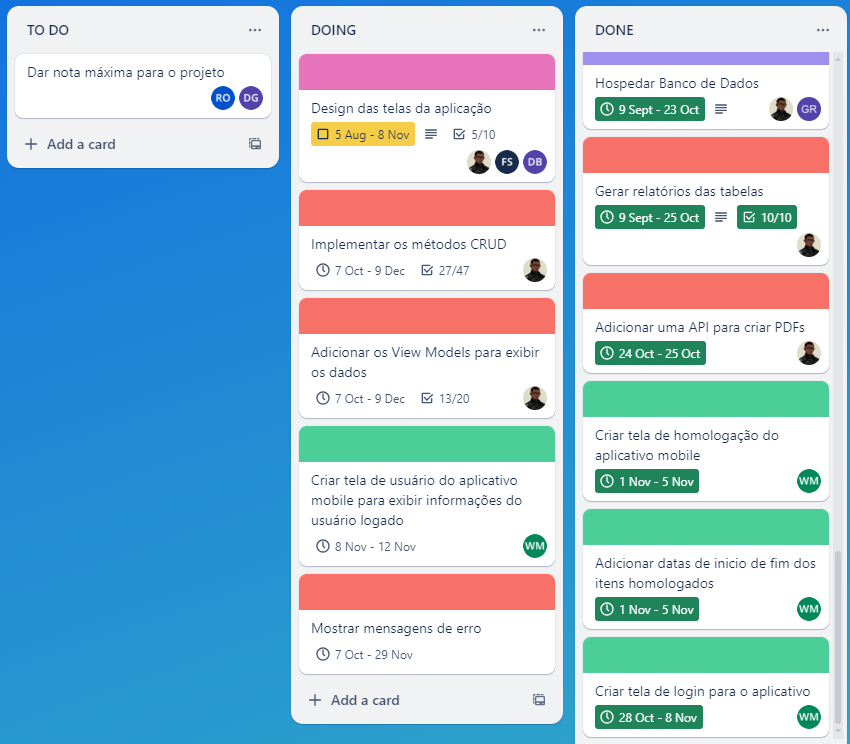 TO DO
Dar nota máxima para o projeto
RO DG
Add a card
DOING
Design das telas da aplicação
5 Aug - 8 Nov 5/10
FS DB
Implementar os métodos CRUD
7 Oct - 9 Dec 27/47
Adicionar os View Models para exibir
os dados
7 Oct - 9 Dec 13/20
Criar tela de usuário do aplicativo
mobile para exibir informações do
usuário logado
8 Nov - 12 Nov WM
Mostrar mensagens de erro
7 Oct - 29 Nov
Add a card
DONE
Hospedar Banco de Dados
9 Sept - 23 Oct GR
Gerar relatórios das tabelas
9 Sept - 25 Oct 10/10
Adicionar uma API para criar PDFs
24 Oct - 25 Oct
Criar tela de homologação do
aplicativo mobile
1 Nov - 5 Nov WM
Adicionar datas de inicio de fim dos
itens homologados
1 Nov - 5 Nov WM
Criar tela de login para o aplicativo
28 Oct - 8 Nov WM